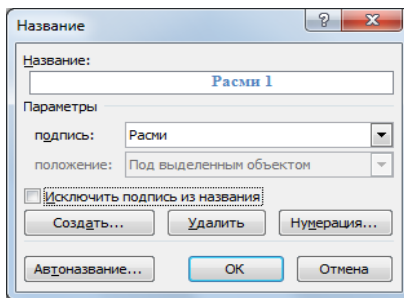 Название
Название:
Расми 1
Параметры
подпись:
Расми
положение:
Под выделенным объектом
Исключить подпись из названия
Создать...
Удалить
Нумерация...
Автоназвание...
ОК
Отмена